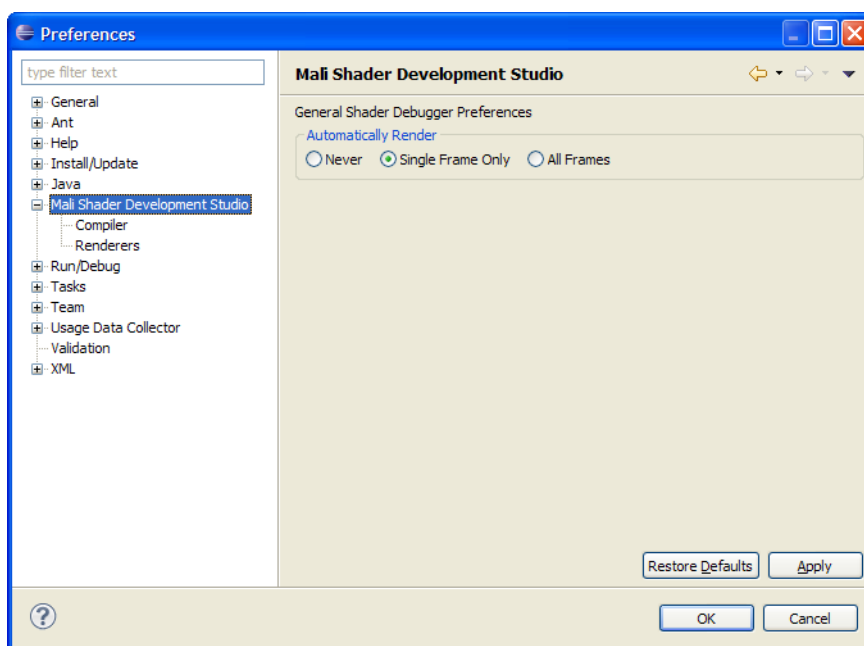 Preferences
type filter text
Mali Shader Development Studio
General
Ant
Help
Install/Update
Java
Mali Shader Development Studio
Compiler
Renderers
Run/Debug
Tasks
Team
Usage Data Collector
Validation
XML
General Shader Debugger Preferences
Automatically Render
Never Single Frame Only All Frames
Restore Defaults Apply
? OK Cancel